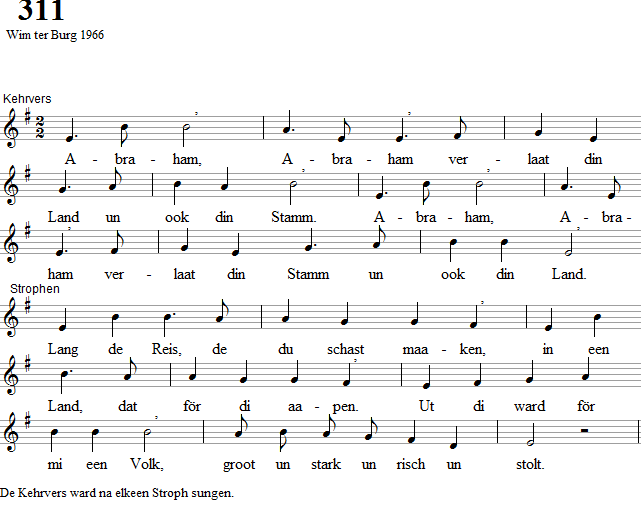 311
Wim ter Burg 1966
Kehrvers
A - bra - ham, A - bra - ham ver - laat din
Land un ook din Stamm. A - bra - ham, A - bra -
ham ver - laat din Stamm un ook din Land.
Strophen
Lang de Reis, de du schast maa - ken, in een
Land, dat för di aa - pen. Ut di ward för
mi een Volk, groot un stark un risch un stolt.
De Kehrvers ward na elkeen Stroph sungen.